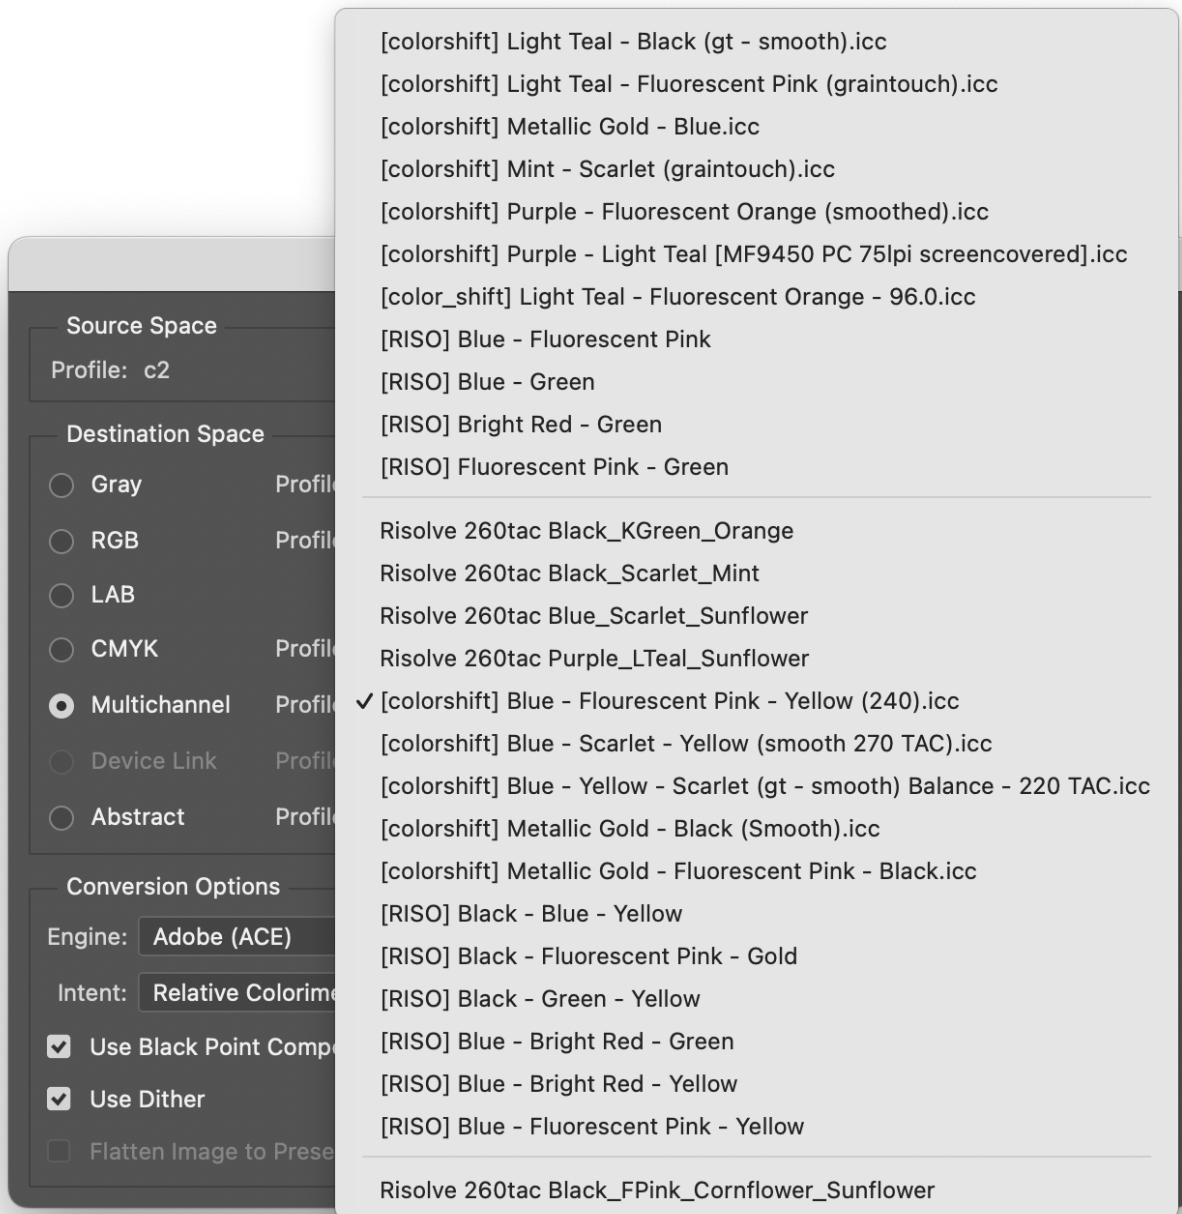 [colorshift] Light Teal - Black (gt - smooth).icc
[colorshift] Light Teal - Fluorescent Pink (graintouch).icc
[colorshift] Metallic Gold - Blue.icc
[colorshift] Mint - Scarlet (graintouch).icc
[colorshift] Purple - Fluorescent Orange (smoothed).icc
[colorshift] Purple - Light Teal [MF9450 PC 75lpi screencovered].icc
[color_shift] Light Teal - Fluorescent Orange - 96.0.icc
[RISO] Blue - Fluorescent Pink
[RISO] Blue - Green
[RISO] Bright Red - Green
[RISO] Fluorescent Pink - Green
Risolve 260tac Black_KGreen_Orange
Risolve 260tac Black_Scarlet_Mint
Risolve 260tac Blue_Scarlet_Sunflower
Risolve 260tac Purple_LTeal_Sunflower
✓ [colorshift] Blue - Flourescent Pink - Yellow (240).icc
[colorshift] Blue - Scarlet - Yellow (smooth 270 TAC).icc
[colorshift] Blue - Yellow - Scarlet (gt - smooth) Balance - 220 TAC.icc
[colorshift] Metallic Gold - Black (Smooth).icc
[colorshift] Metallic Gold - Fluorescent Pink - Black.icc
[RISO] Black - Blue - Yellow
[RISO] Black - Fluorescent Pink - Gold
[RISO] Black - Green - Yellow
[RISO] Blue - Bright Red - Green
[RISO] Blue - Bright Red - Yellow
[RISO] Blue - Fluorescent Pink - Yellow
Risolve 260tac Black_FPink_Cornflower_Sunflower
Source Space
Profile: c2
Destination Space
Gray Profil
RGB Profil
LAB
CMYK Profil
Multichannel Profil
Device Link Profil
Abstract Profil
Conversion Options
Engine: Adobe (ACE)
Intent: Relative Colorime
Use Black Point Compe
Use Dither
Flatten Image to Prese